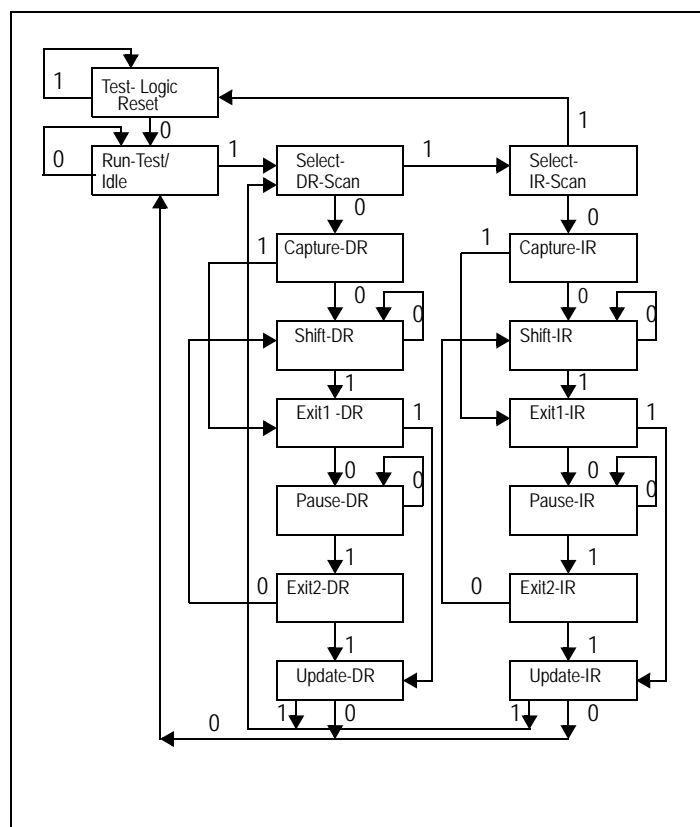 1
Test- Logic
Reset
0
1
0
Run-Test/
Idle
1
Select-
DR-Scan
1
Select-
IR-Scan
0
0
1
Capture-DR
1
Capture-IR
0
0
0
0
Shift-DR
Shift-IR
1
1
Exit1 -DR
1
Exit1-IR
1
0
0
0
0
Pause-DR
Pause-IR
1
1
0
Exit2-DR
0
Exit2-IR
1
1
Update-DR
Update-IR
1
0
1
0
0